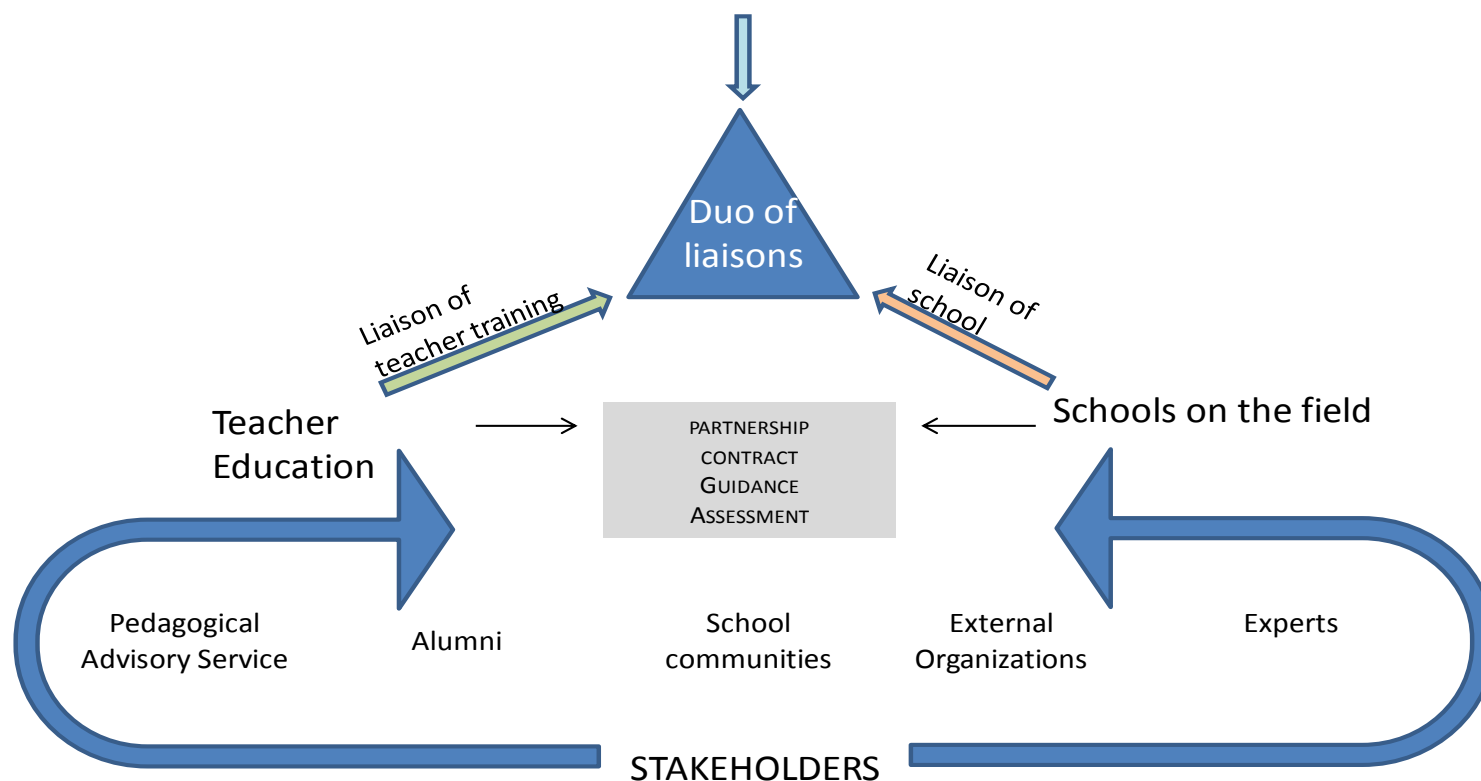 Duo of
liaisons
Liaison of
teacher training
Liaison of
school
Teacher
Education
Schools on the field
PARTNERSHIP
CONTRACT
GUIDANCE
ASSESSMENT
Pedagogical
Advisory Service
Alumni
School
communities
External
Organizations
Experts
STAKEHOLDERS